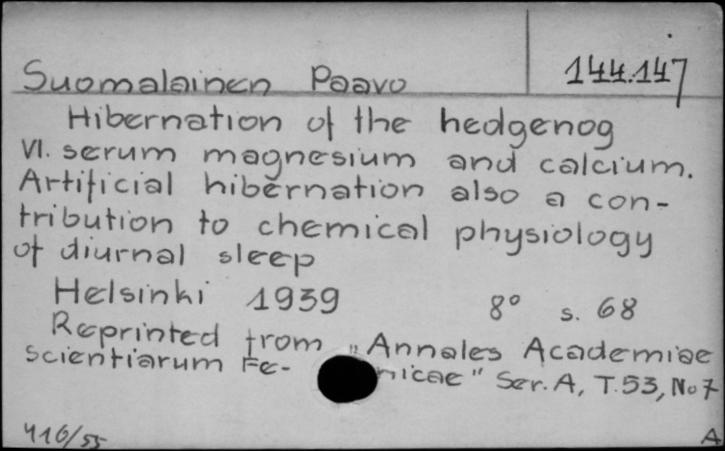 144.147
Suomalainen Paavo
Hibernation of the hedgenog
VI. serum magnesium and calcium.
Artificial hibernation also a con-
tribution to chemical physiology
of diurnal sleep
Helsinki 1939 8° s. 68
Reprinted from „Annales Academiae
scientiarum Fe- nicae" Ser. A, T. 53, No 7
416/55 A